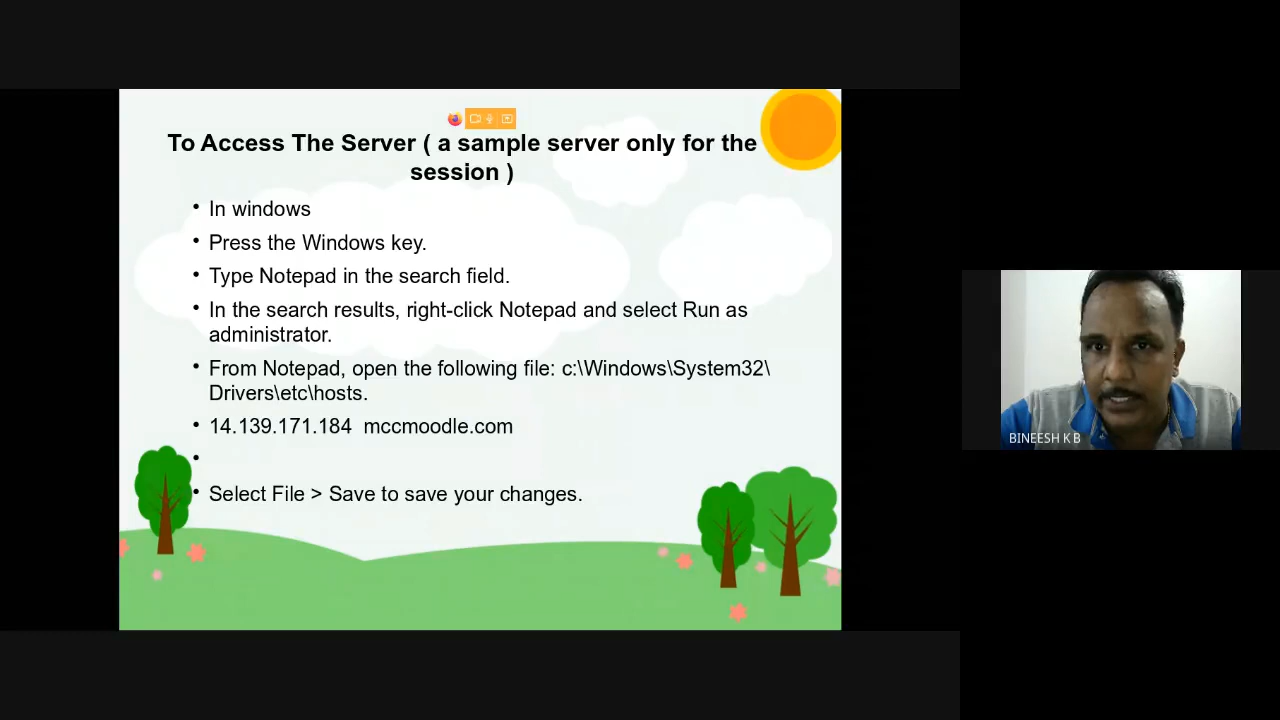 To Access The Server ( a sample server only for the
session )
• In windows
• Press the Windows key.
• Type Notepad in the search field.
• In the search results, right-click Notepad and select Run as
administrator.
• From Notepad, open the following file: c:\Windows\System32\
Drivers\etc\hosts.
• 14.139.171.184  mccmoodle.com
•
• Select File > Save to save your changes.
BINEESH K B